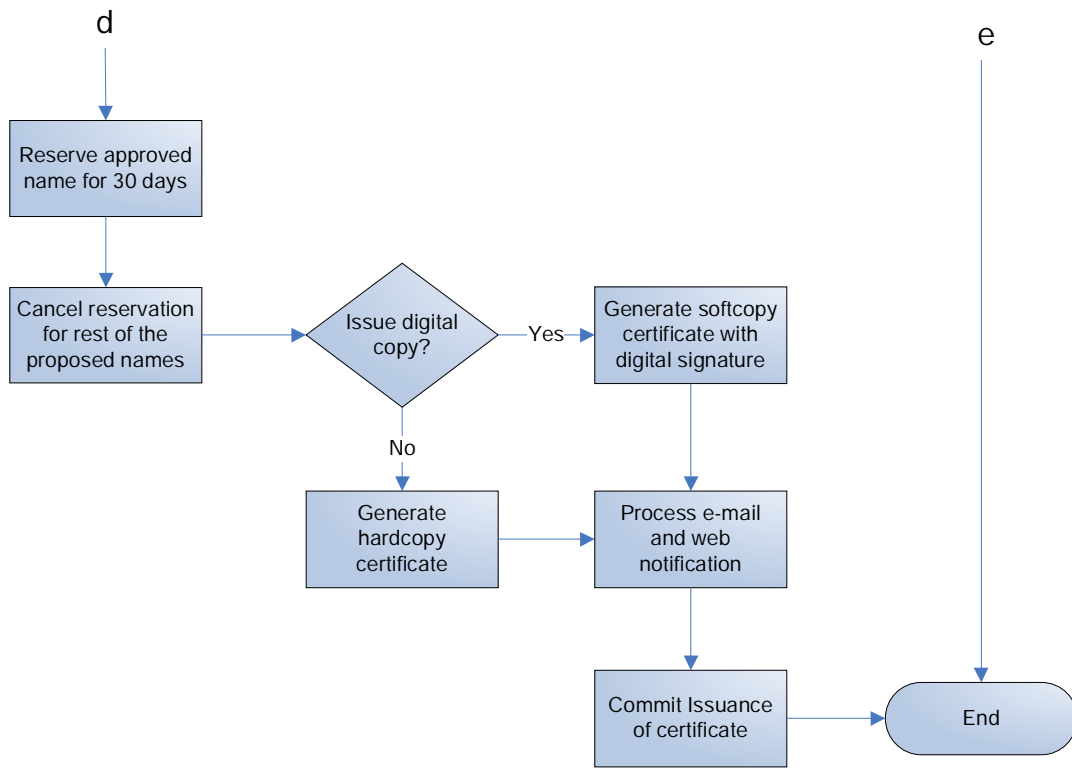 d
e
Reserve approved
name for 30 days
Cancel reservation
for rest of the
proposed names
Issue digital
copy?
Yes
Generate softcopy
certificate with
digital signature
No
Generate
hardcopy
certificate
Process e-mail
and web
notification
Commit Issuance
of certificate
End